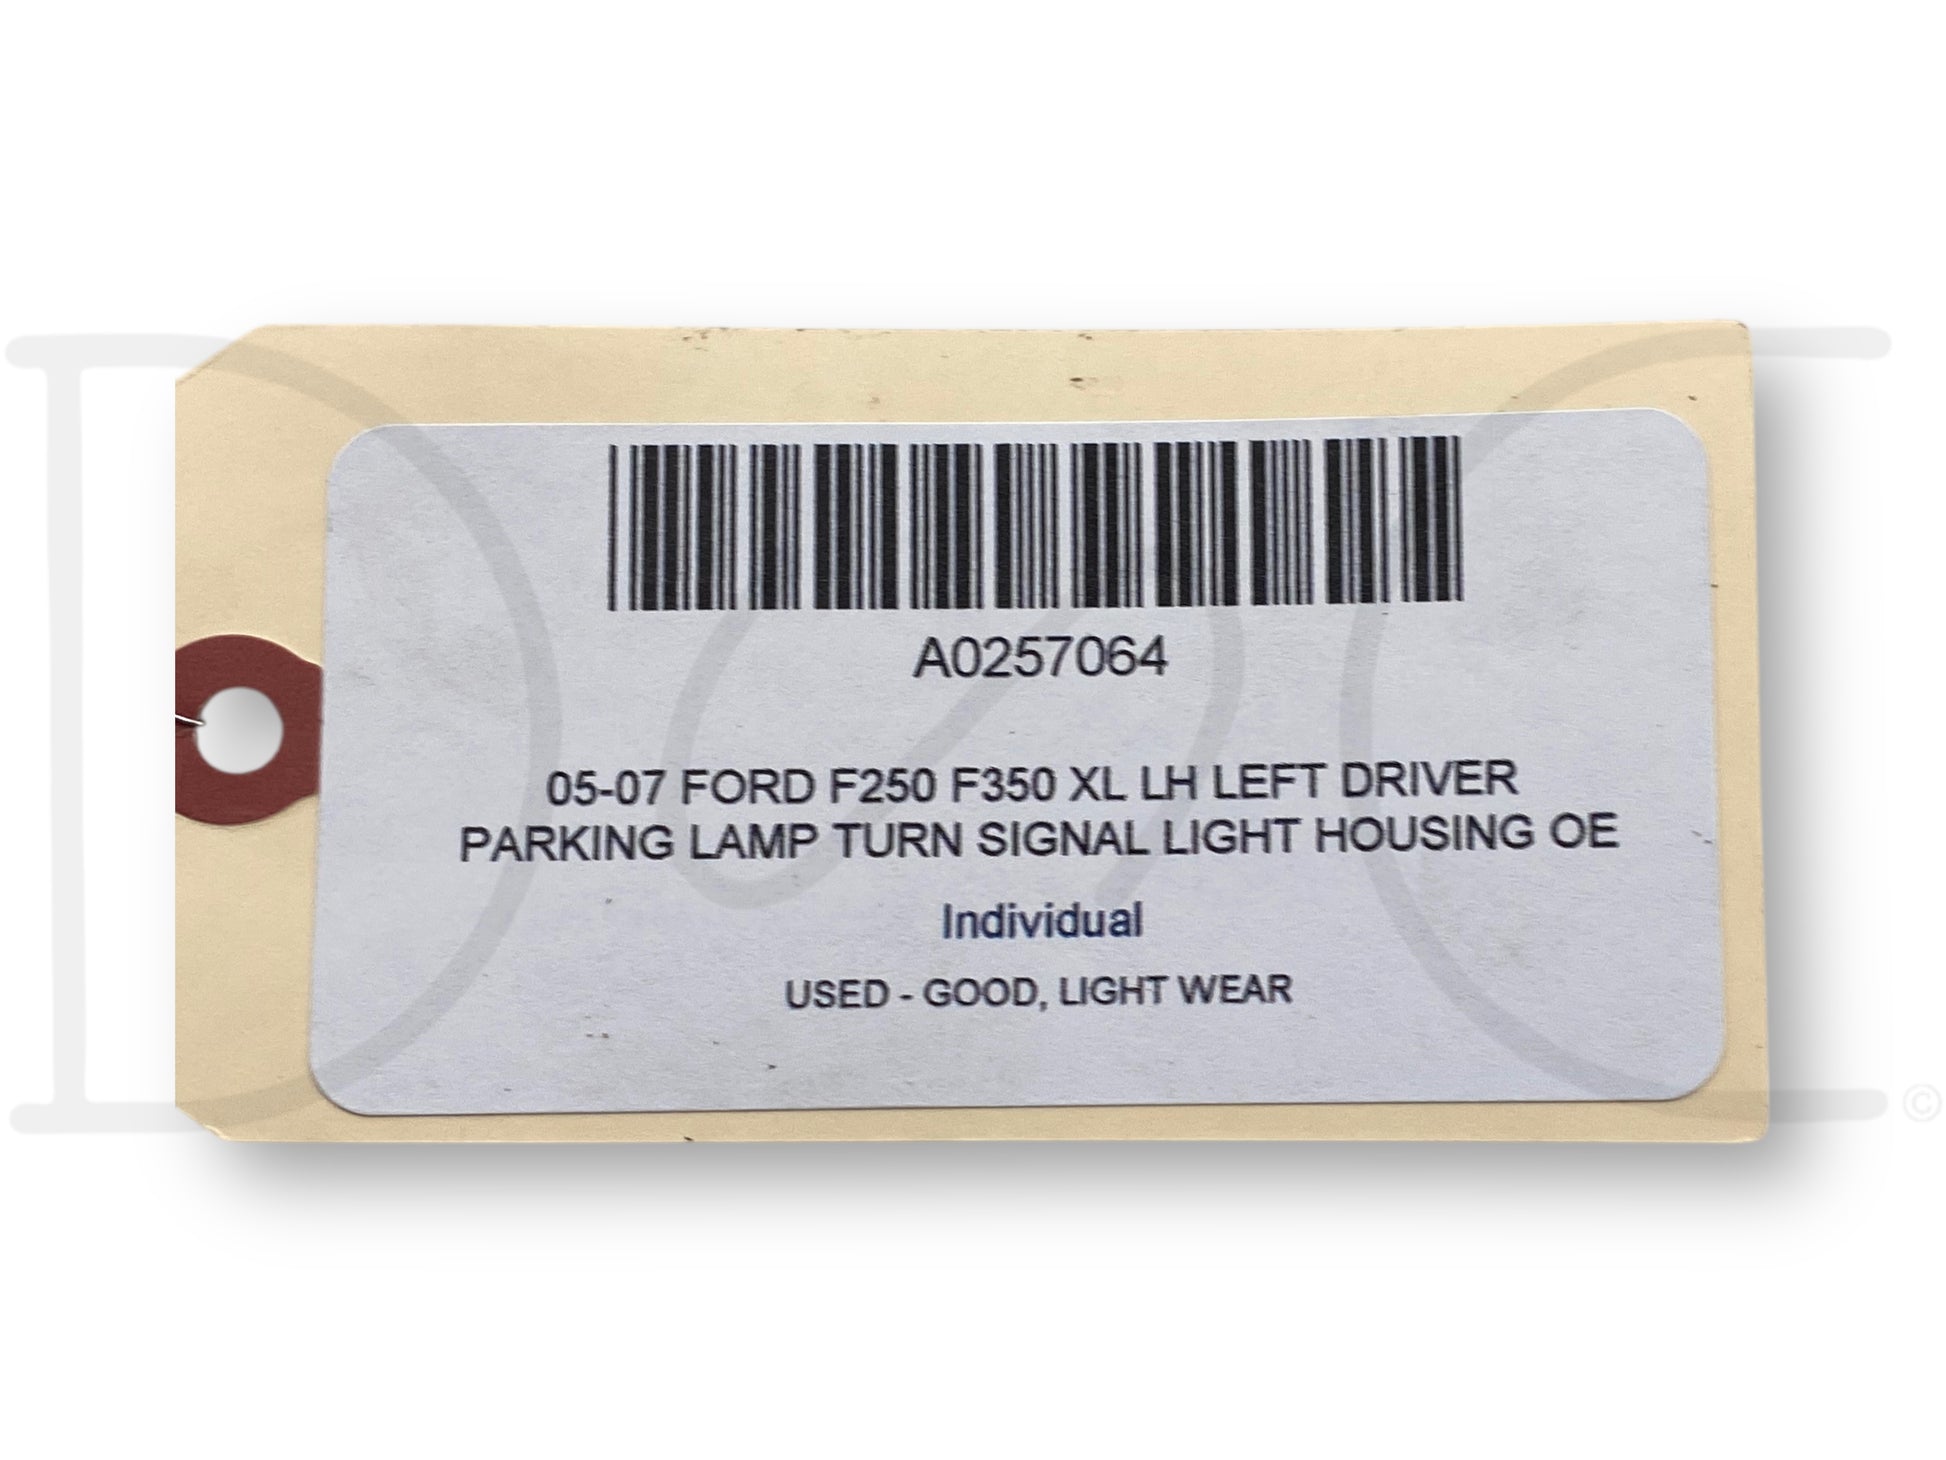 A0257064
05-07 FORD F250 F350 XL LH LEFT DRIVER
PARKING LAMP TURN SIGNAL LIGHT HOUSING OE
Individual
USED - GOOD, LIGHT WEAR
©